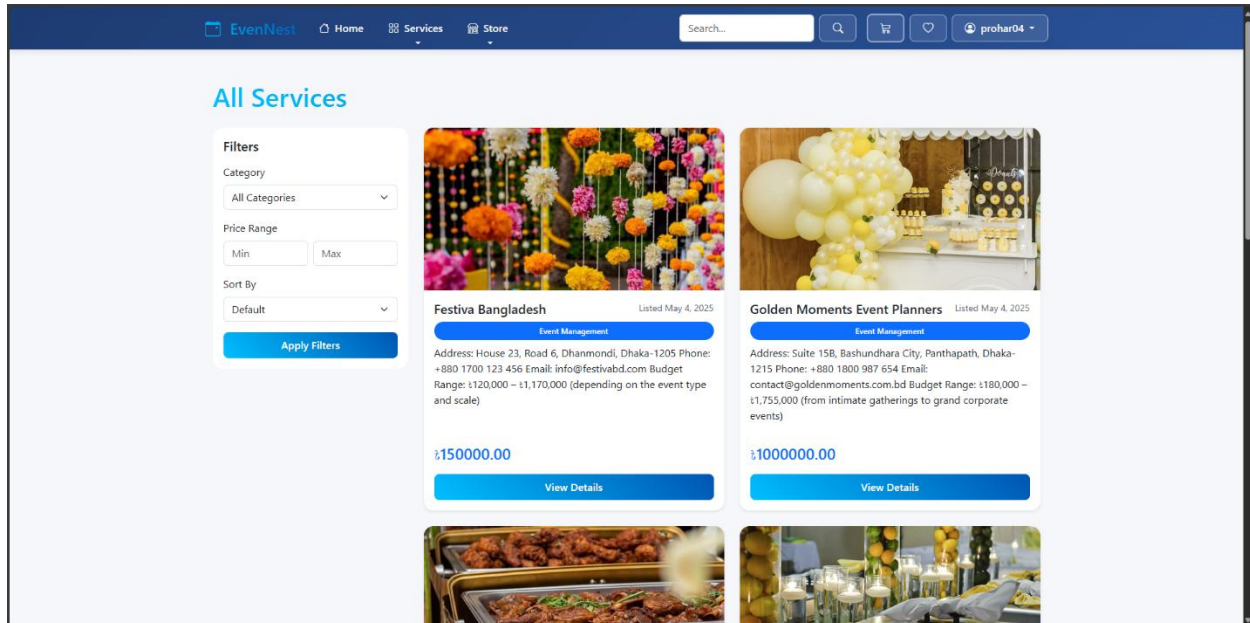 EvenNest
Home
Services
Store
Search...
prohar04
All Services
Filters
Category
All Categories
Price Range
Min
Max
Sort By
Default
Apply Filters
Donuts
Festiva Bangladesh
Listed May 4, 2025
Event Management
Address: House 23, Road 6, Dhanmondi, Dhaka-1205 Phone:
+880 1700 123 456 Email: info@festivabd.com Budget
Range: ৳120,000 – ৳1,170,000 (depending on the event type
and scale)
৳150000.00
View Details
Golden Moments Event Planners
Listed May 4, 2025
Event Management
Address: Suite 15B, Bashundhara City, Panthapath, Dhaka-
1215 Phone: +880 1800 987 654 Email:
contact@goldenmoments.com.bd Budget Range: ৳180,000 –
৳1,755,000 (from intimate gatherings to grand corporate
events)
৳1000000.00
View Details